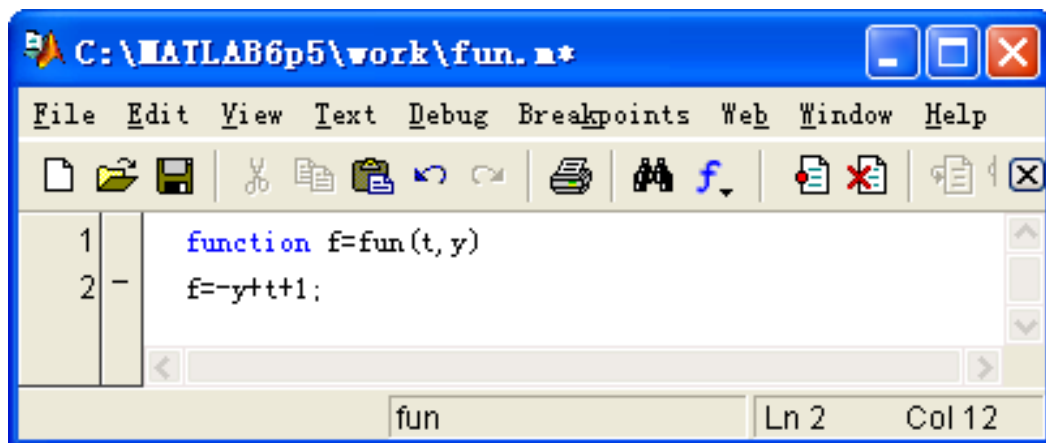 C:\MATLAB6p5\work\fun.m*
File Edit View Text Debug Breakpoints Web Window Help
1 function f=fun(t,y)
2 - f=-y+t+1;
fun Ln 2 Col 12